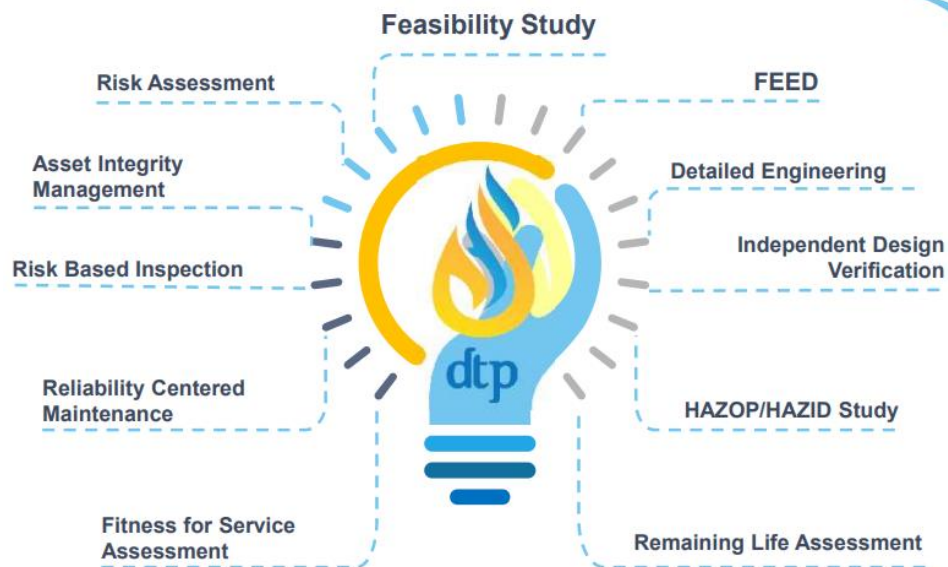 Feasibility Study
Risk Assessment
FEED
Asset Integrity
Management
Detailed Engineering
Risk Based Inspection
Independent Design
Verification
dtp
Reliability Centered
Maintenance
HAZOP/HAZID Study
Fitness for Service
Assessment
Remaining Life Assessment